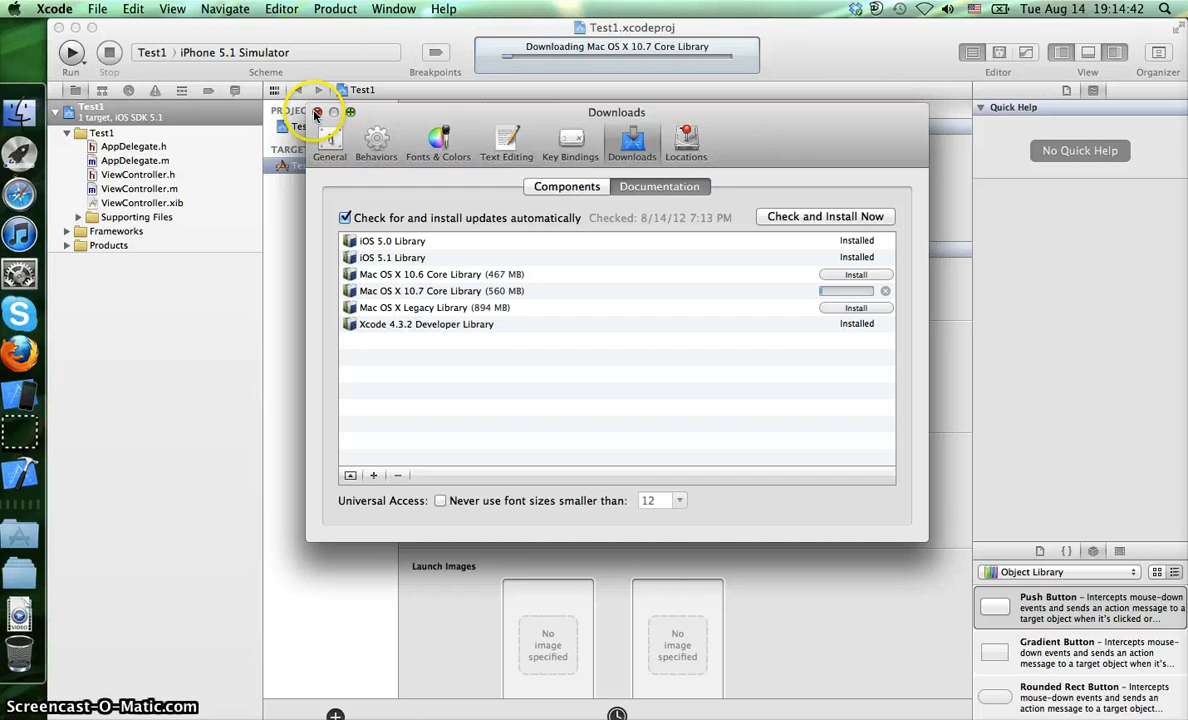 Xcode File Edit View Navigate Editor Product Window Help Tue Aug 14 19:14:42
Test1.xcodeproj
Test1 iPhone 5.1 Simulator
Downloading Mac OS X 10.7 Core Library
Run Stop Scheme Breakpoints Editor View Organizer
Test1
Test1
1 target, iOS SDK 5.1
Test1
AppDelegate.h
AppDelegate.m
ViewController.h
ViewController.m
ViewController.xib
Supporting Files
Frameworks
Products
PROJEC
Tes
TARGET
Tes
Downloads
General Behaviors Fonts & Colors Text Editing Key Bindings Downloads Locations
Components Documentation
Check for and install updates automatically Checked: 8/14/12 7:13 PM Check and Install Now
iOS 5.0 Library Installed
iOS 5.1 Library Installed
Mac OS X 10.6 Core Library (467 MB) Install
Mac OS X 10.7 Core Library (560 MB)
Mac OS X Legacy Library (894 MB) Install
Xcode 4.3.2 Developer Library Installed
Universal Access: Never use font sizes smaller than: 12
Launch Images
No
image
specified
No
image
specified
Quick Help
No Quick Help
Object Library
Push Button – Intercepts mouse-down
events and sends an action message to a
target object when it's clicked or...
Gradient Button – Intercepts mouse-
down events and sends an action
message to a target object when it's...
Rounded Rect Button – Intercepts
mouse-down events and sends an
action message to a target object...
Screencast-O-Matic.com